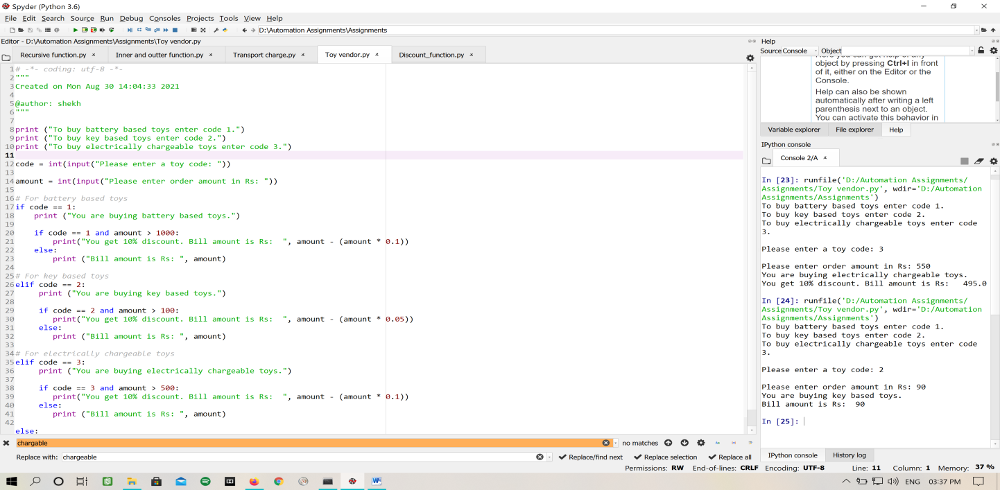 Spyder (Python 3.6)
File Edit Search Source Run Debug Consoles Projects Tools View Help
D:\Automation Assignments\Assignments
Editor - D:\Automation Assignments\Assignments\Toy vendor.py
Recursive function.py Inner and outter function.py Transport charge.py Toy vendor.py Discount_function.py
1 # -*- coding: utf-8 -*-
2 """
3 Created on Mon Aug 30 14:04:33 2021
4
5 @author: shekh
6 """
7
8 print ("To buy battery based toys enter code 1.")
9 print ("To buy key based toys enter code 2.")
10 print ("To buy electrically chargeable toys enter code 3.")
11
12 code = int(input("Please enter a toy code: "))
13
14 amount = int(input("Please enter order amount in Rs: "))
15
16 # For battery based toys
17 if code == 1:
18     print ("You are buying battery based toys.")
19
20     if code == 1 and amount > 1000:
21         print("You get 10% discount. Bill amount is Rs:  ", amount - (amount * 0.1))
22     else:
23         print ("Bill amount is Rs: ", amount)
24
25 # For key based toys
26 elif code == 2:
27      print ("You are buying key based toys.")
28
29      if code == 2 and amount > 100:
30         print("You get 10% discount. Bill amount is Rs:  ", amount - (amount * 0.05))
31      else:
32         print ("Bill amount is Rs: ", amount)
33
34 # For electrically chargeable toys
35 elif code == 3:
36      print ("You are buying electrically chargeable toys.")
37
38      if code == 3 and amount > 500:
39         print("You get 10% discount. Bill amount is Rs:  ", amount - (amount * 0.1))
40      else:
41         print ("Bill amount is Rs: ", amount)
42
else:
chargable no matches
Replace with: chargeable Replace/find next Replace selection Replace all
Help
Source Console Object
object by pressing Ctrl+I in front
of it, either on the Editor or the
Console.
Help can also be shown
automatically after writing a left
parenthesis next to an object.
You can activate this behavior in
Variable explorer File explorer Help
IPython console
Console 2/A
In [23]: runfile('D:/Automation Assignments/
Assignments/Toy vendor.py', wdir='D:/Automation
Assignments/Assignments')
To buy battery based toys enter code 1.
To buy key based toys enter code 2.
To buy electrically chargeable toys enter code
3.
Please enter a toy code: 3
Please enter order amount in Rs: 550
You are buying electrically chargeable toys.
You get 10% discount. Bill amount is Rs:   495.0
In [24]: runfile('D:/Automation Assignments/
Assignments/Toy vendor.py', wdir='D:/Automation
Assignments/Assignments')
To buy battery based toys enter code 1.
To buy key based toys enter code 2.
To buy electrically chargeable toys enter code
3.
Please enter a toy code: 2
Please enter order amount in Rs: 90
You are buying key based toys.
Bill amount is Rs:  90
In [25]:
IPython console History log
Permissions: RW End-of-lines: CRLF Encoding: UTF-8 Line: 11 Column: 1 Memory: 37 %
ENG 03:37 PM